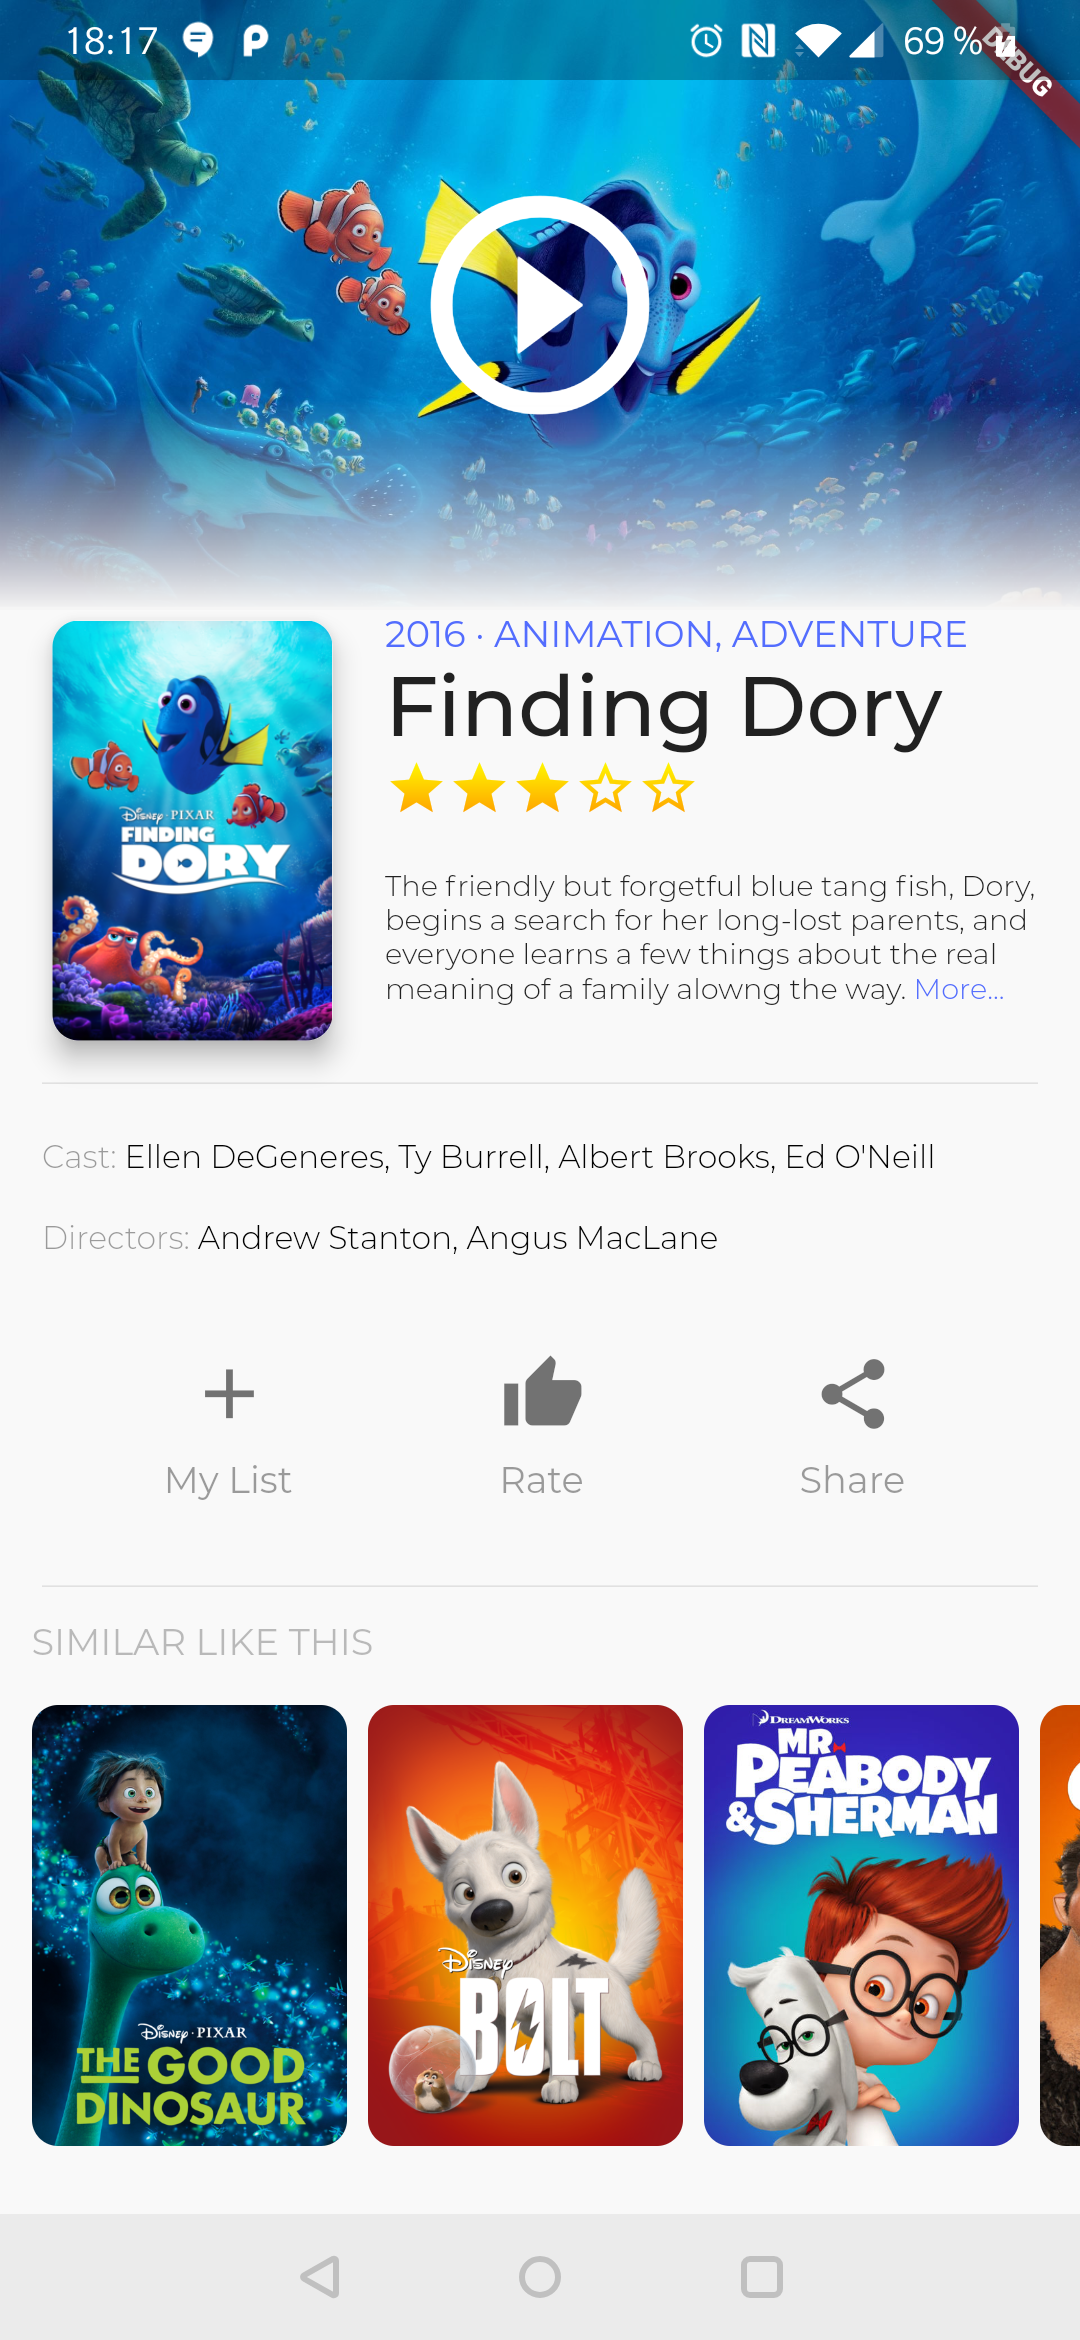 18:17
69 %
DEBUG
2016 · ANIMATION, ADVENTURE
Finding Dory
DISNEY · PIXAR
FINDING
DORY
The friendly but forgetful blue tang fish, Dory,
begins a search for her long-lost parents, and
everyone learns a few things about the real
meaning of a family alowng the way. More...
Cast: Ellen DeGeneres, Ty Burrell, Albert Brooks, Ed O'Neill
Directors: Andrew Stanton, Angus MacLane
My List
Rate
Share
SIMILAR LIKE THIS
DISNEY · PIXAR
THE GOOD
DINOSAUR
DISNEY
BOLT
DREAMWORKS
MR.
PEABODY
& SHERMAN